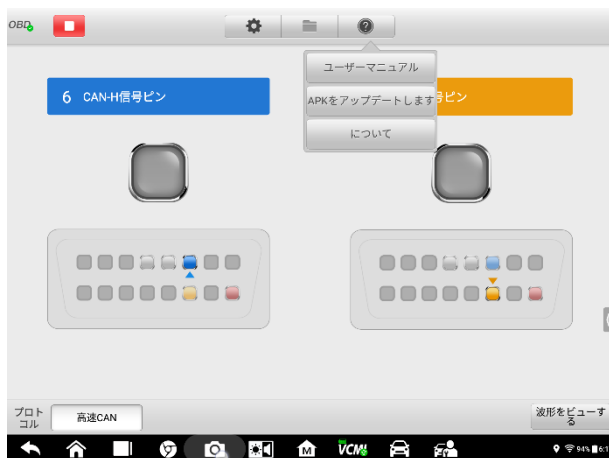 OBD
ユーザーマニュアル
6 CAN-H信号ピン
APKをアップデートします
号ピン
について
プロト
コル
高速CAN
波形をビューす
る
M
VCMI
94%